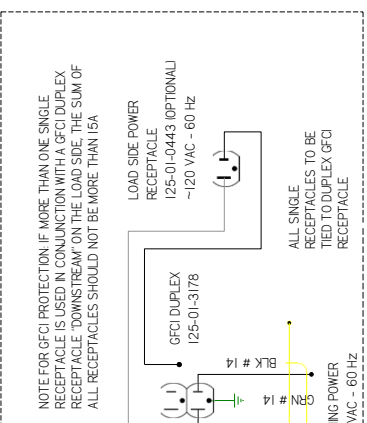 NOTE FOR GFCI PROTECTION: IF MORE THAN ONE SINGLE
RECEPTACLE IS USED IN CONJUNCTION WITH A GFCI DUPLEX
RECEPTACLE "DOWNSTREAM" ON THE LOAD SIDE, THE SUM OF
ALL RECEPTACLES SHOULD NOT BE MORE THAN 15A
LOAD SIDE POWER
RECEPTACLE
125-01-0443 (OPTIONAL)
~120 VAC - 60 Hz
GFCI DUPLEX
125-01-3178
ALL SINGLE
RECEPTACLES TO BE
TIED TO DUPLEX GFCI
RECEPTACLE
BLK # 14
GRN # 14
ING POWER
VAC - 60 HZ